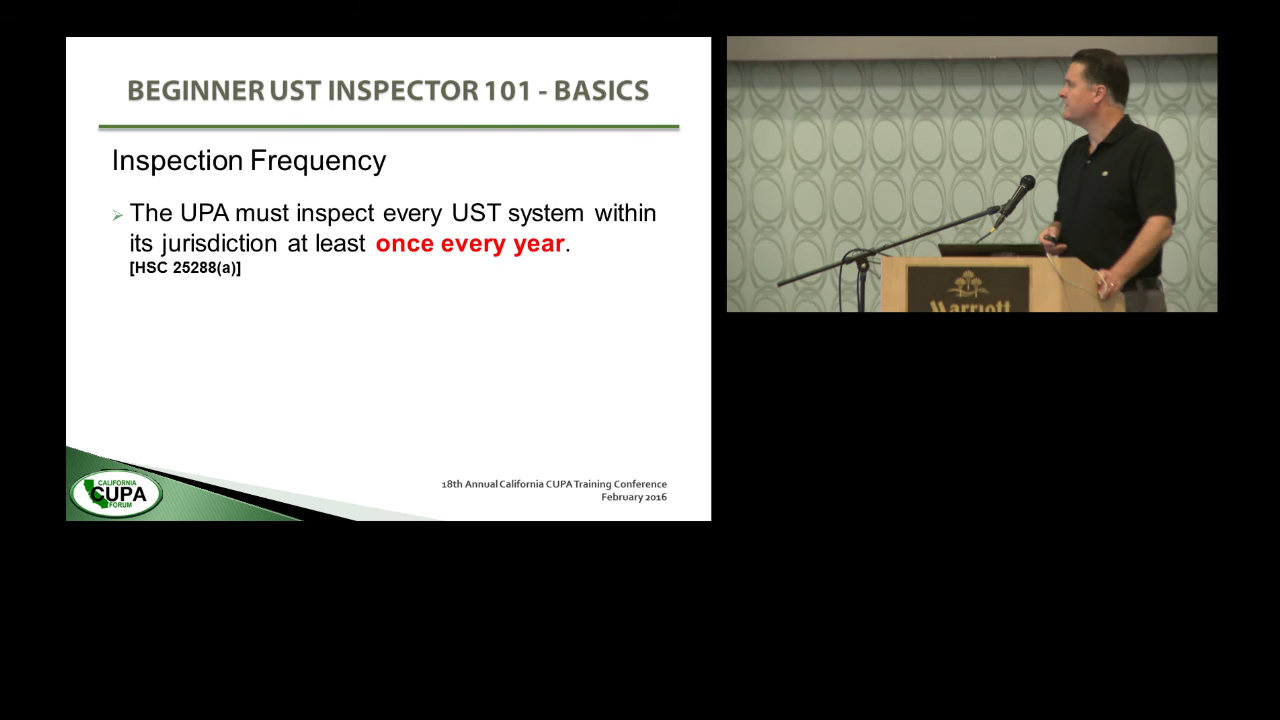 BEGINNER UST INSPECTOR 101 - BASICS
Inspection Frequency
The UPA must inspect every UST system within
its jurisdiction at least once every year.
[HSC 25288(a)]
18th Annual California CUPA Training Conference
February 2016
CALIFORNIA
CUPA
FORUM
Marriott